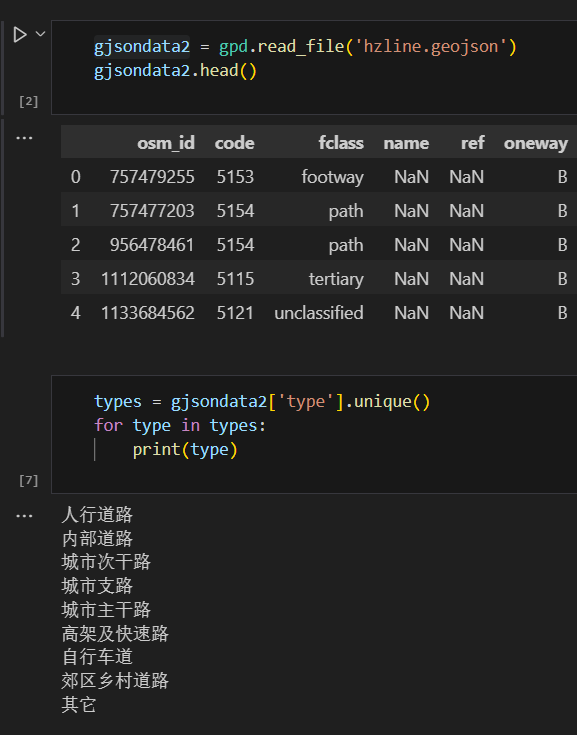 gjsondata2 = gpd.read_file('hzline.geojson')
gjsondata2.head()
[2]
...
osm_id code fclass name ref oneway
0 757479255 5153 footway NaN NaN B
1 757477203 5154 path NaN NaN B
2 956478461 5154 path NaN NaN B
3 1112060834 5115 tertiary NaN NaN B
4 1133684562 5121 unclassified NaN NaN B
types = gjsondata2['type'].unique()
for type in types:
    print(type)
[7]
...
人行道路
内部道路
城市次干路
城市支路
城市主干路
高架及快速路
自行车道
郊区乡村道路
其它